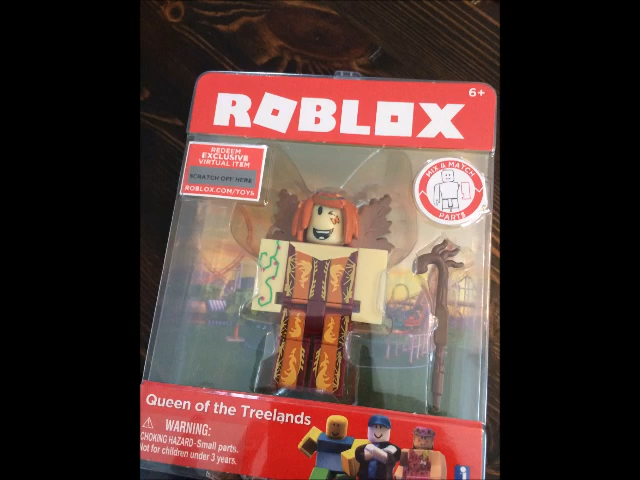 6+
ROBLOX
REDEEM
EXCLUSIVE
VIRTUAL ITEM
SCRATCH OFF HERE
ROBLOX.COM/TOYS
MIX & MATCH
PARTS
Queen of the Treelands
⚠ WARNING:
CHOKING HAZARD-Small parts.
Not for children under 3 years.